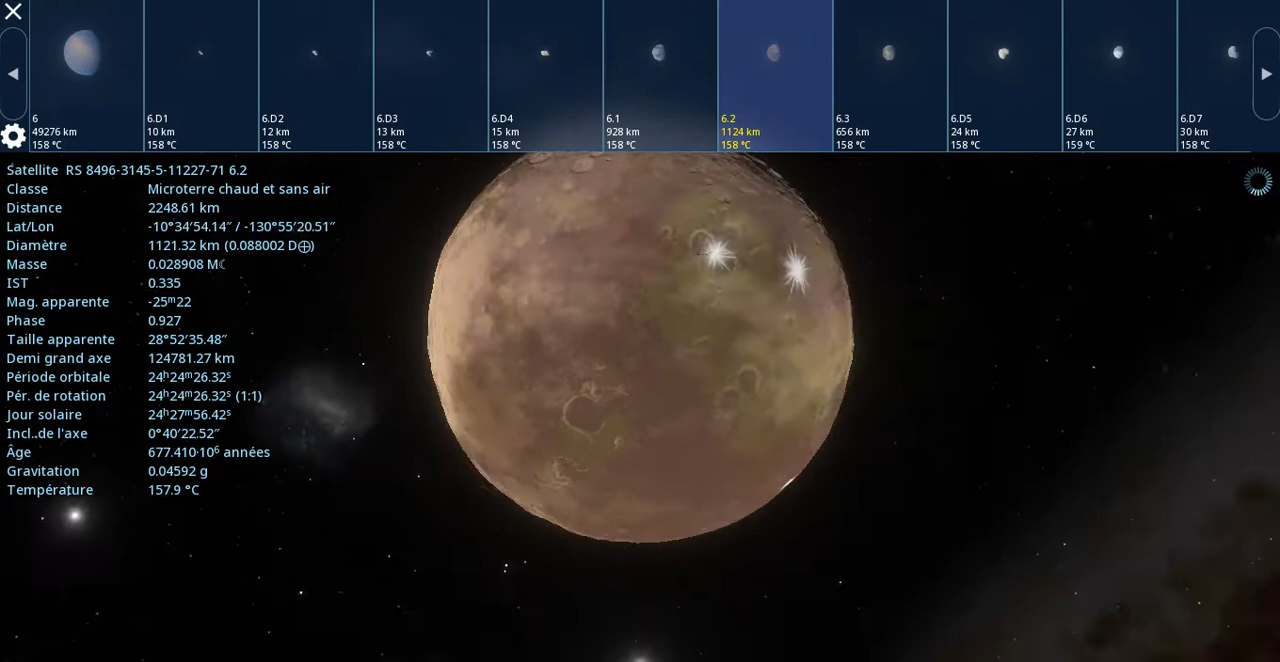 6
49276 km
158 °C
6.D1
10 km
158 °C
6.D2
12 km
158 °C
6.D3
13 km
158 °C
6.D4
15 km
158 °C
6.1
928 km
158 °C
6.2
1124 km
158 °C
6.3
656 km
158 °C
6.D5
24 km
158 °C
6.D6
27 km
159 °C
6.D7
30 km
158 °C
Satellite RS 8496-3145-5-11227-71 6.2
Classe Microterre chaud et sans air
Distance 2248.61 km
Lat/Lon -10°34′54.14″ / -130°55′20.51″
Diamètre 1121.32 km (0.088002 D⨁)
Masse 0.028908 M☾
IST 0.335
Mag. apparente -25ᵐ22
Phase 0.927
Taille apparente 28°52′35.48″
Demi grand axe 124781.27 km
Période orbitale 24ʰ24ᵐ26.32ˢ
Pér. de rotation 24ʰ24ᵐ26.32ˢ (1:1)
Jour solaire 24ʰ27ᵐ56.42ˢ
Incl..de l'axe 0°40′22.52″
Âge 677.410·10⁶ années
Gravitation 0.04592 g
Température 157.9 °C